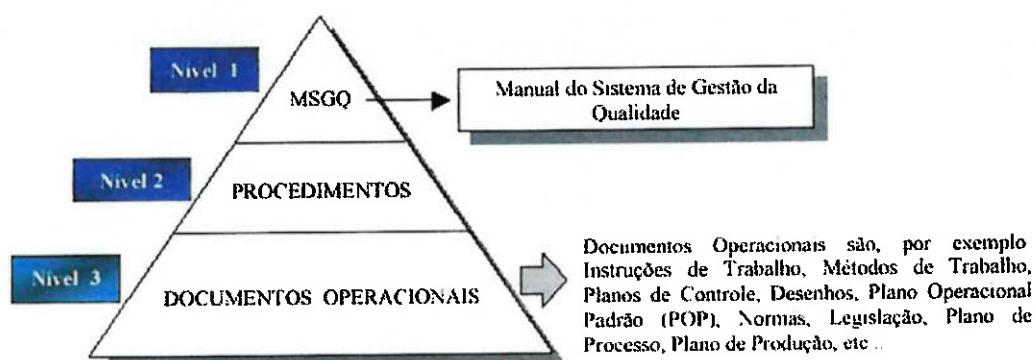 Nível 1
MSGQ
Manual do Sistema de Gestão da
Qualidade
Nível 2
PROCEDIMENTOS
Nível 3
DOCUMENTOS OPERACIONAIS
Documentos Operacionais são, por exemplo
Instruções de Trabalho, Métodos de Trabalho,
Planos de Controle, Desenhos, Plano Operacional
Padrão (POP), Normas, Legislação, Plano de
Processo, Plano de Produção, etc ..